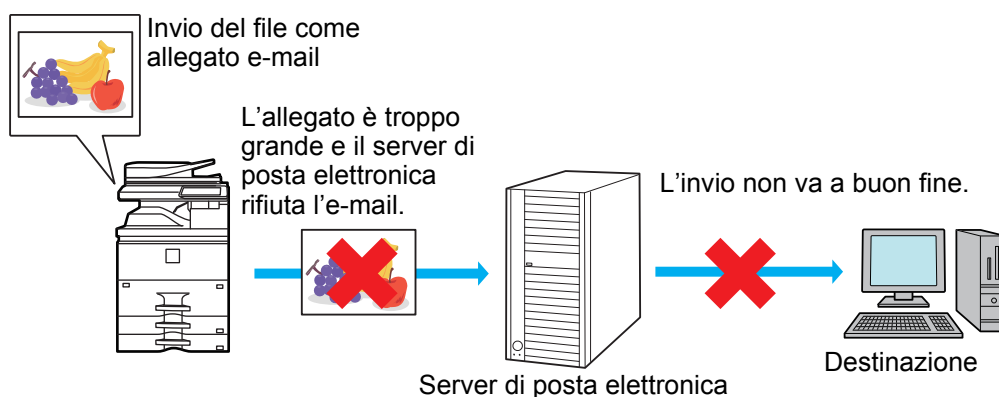 Invio del file come
allegato e-mail
L'allegato è troppo
grande e il server di
posta elettronica
rifiuta l'e-mail.
L'invio non va a buon fine.
Destinazione
Server di posta elettronica